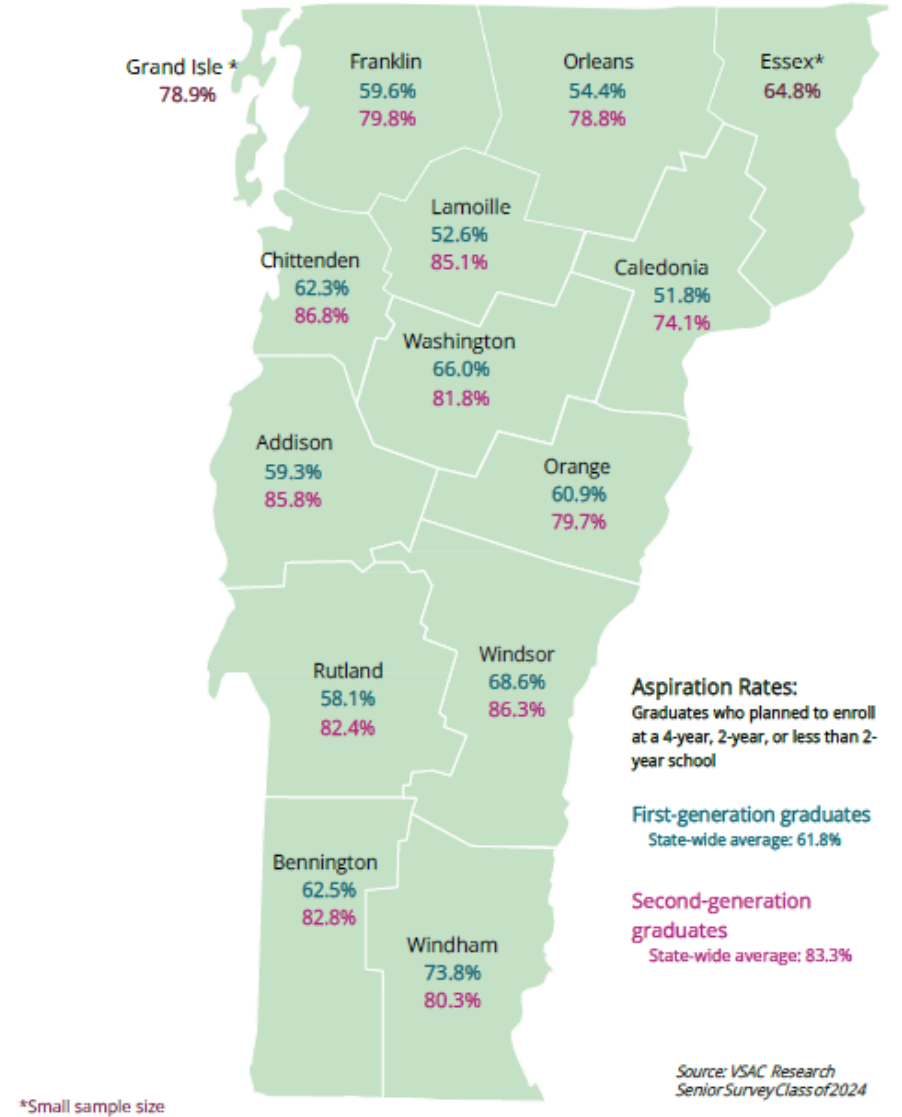 Grand Isle *
78.9%
Franklin
59.6%
79.8%
Orleans
54.4%
78.8%
Essex*
64.8%
Lamoille
52.6%
85.1%
Chittenden
62.3%
86.8%
Caledonia
51.8%
74.1%
Washington
66.0%
81.8%
Addison
59.3%
85.8%
Orange
60.9%
79.7%
Rutland
58.1%
82.4%
Windsor
68.6%
86.3%
Bennington
62.5%
82.8%
Windham
73.8%
80.3%
Aspiration Rates:
Graduates who planned to enroll
at a 4-year, 2-year, or less than 2-
year school
First-generation graduates
State-wide average: 61.8%
Second-generation
graduates
State-wide average: 83.3%
Source: VSAC Research
Senior Survey Class of 2024
*Small sample size